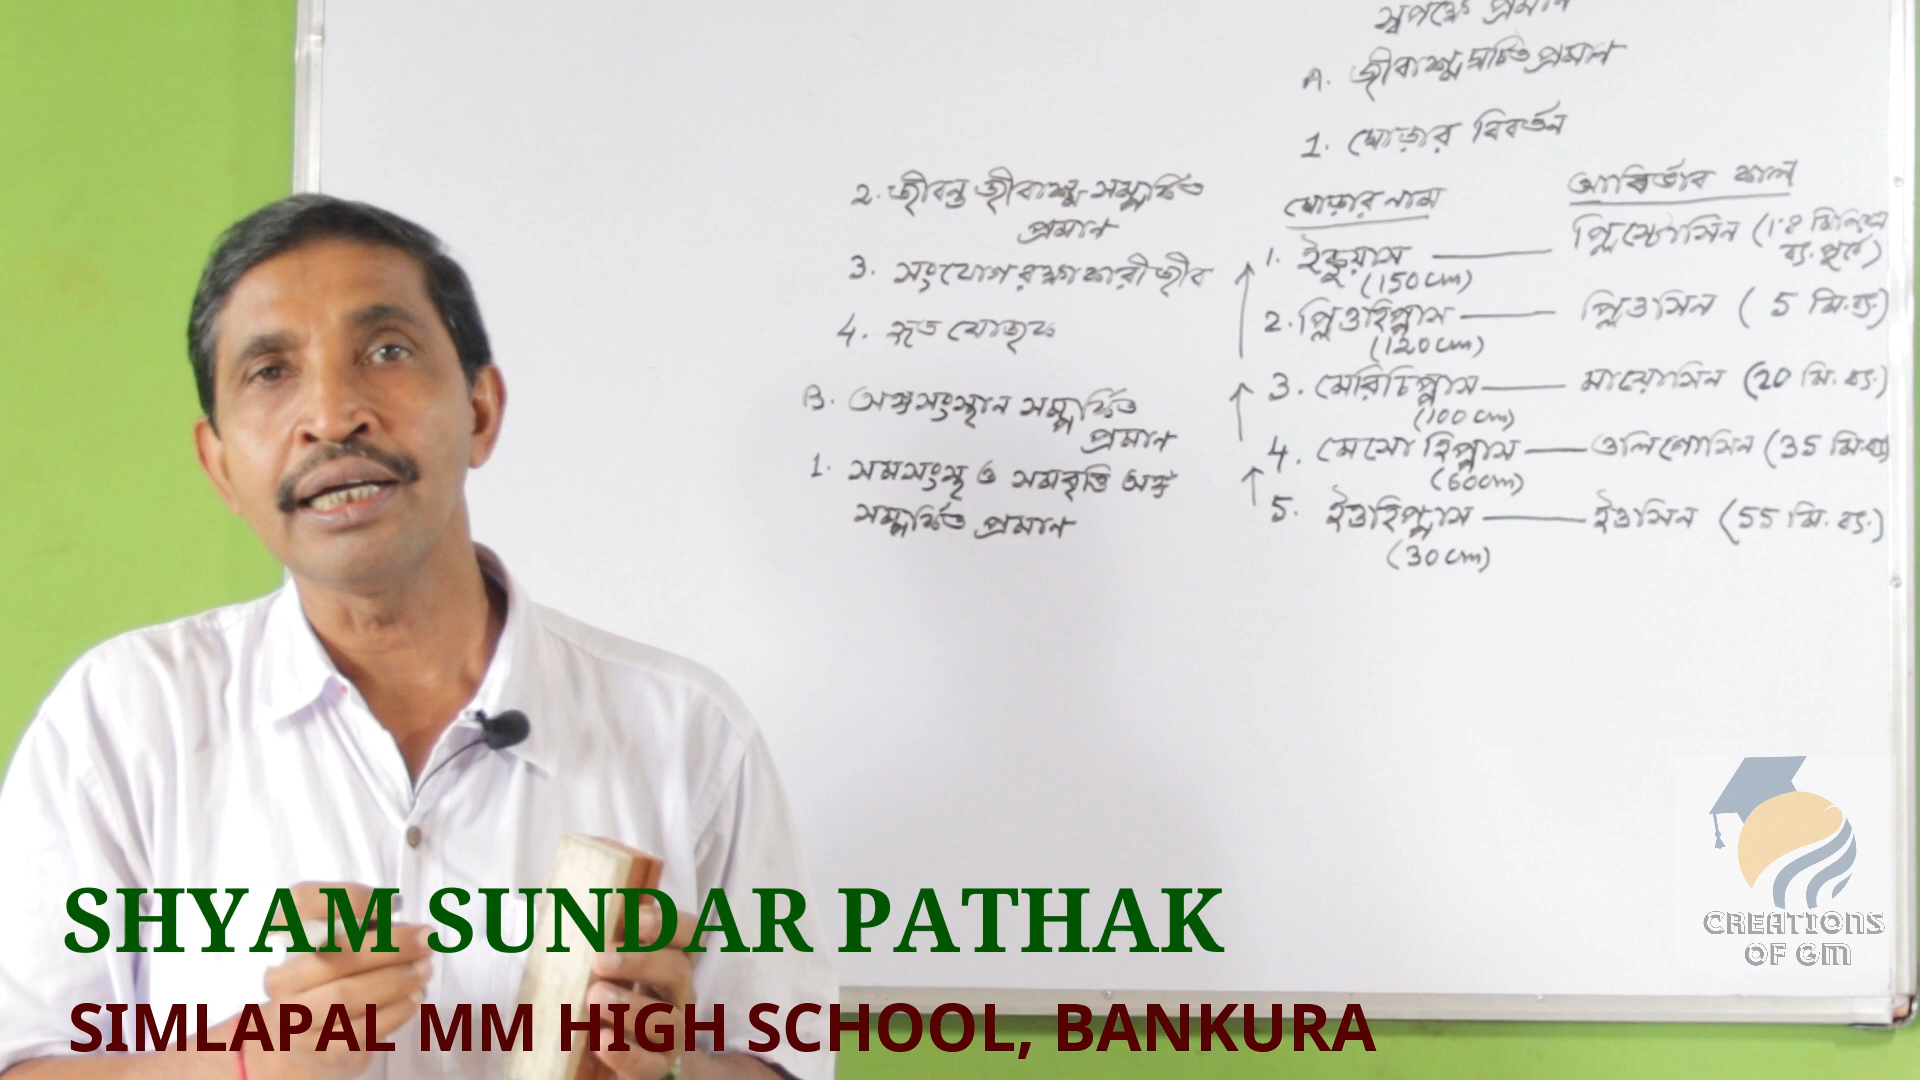 স্বপক্ষে প্রমাণ
A. জীবাশ্ম ঘটিত প্রমাণ
1. ঘোড়ার বিবর্তন
ঘোড়ার নাম
আবির্ভাব কাল
1. ইকুয়াস — প্লিস্টোসিন (1.8 মিলিয়ন
(150 cm) ব্য. পূর্বে)
2. প্লিওহিপ্পাস — প্লিওসিন ( 5 মি.ব্য.)
(120 cm)
3. মেরিচিপ্পাস — মায়োসিন (20 মি. ব্য.)
(100 cm)
4. মেসোহিপ্পাস — ওলিগোসিন (35 মি.ব্য
(60 cm)
5. ইওহিপ্পাস — ইওসিন (55 মি. ব্য.)
(30 cm)
2. জীবন্ত জীবাশ্ম সম্পর্কিত
প্রমাণ
3. সংযোগ রক্ষাকারী জীব
4. হৃত যোজক
B. অঙ্গসংস্থান সম্পর্কিত
প্রমাণ
1. সমসংস্থ ও সমবৃত্তি অঙ্গ
সম্পর্কিত প্রমাণ
SHYAM SUNDAR PATHAK
SIMLAPAL MM HIGH SCHOOL, BANKURA
CREATIONS
OF GM